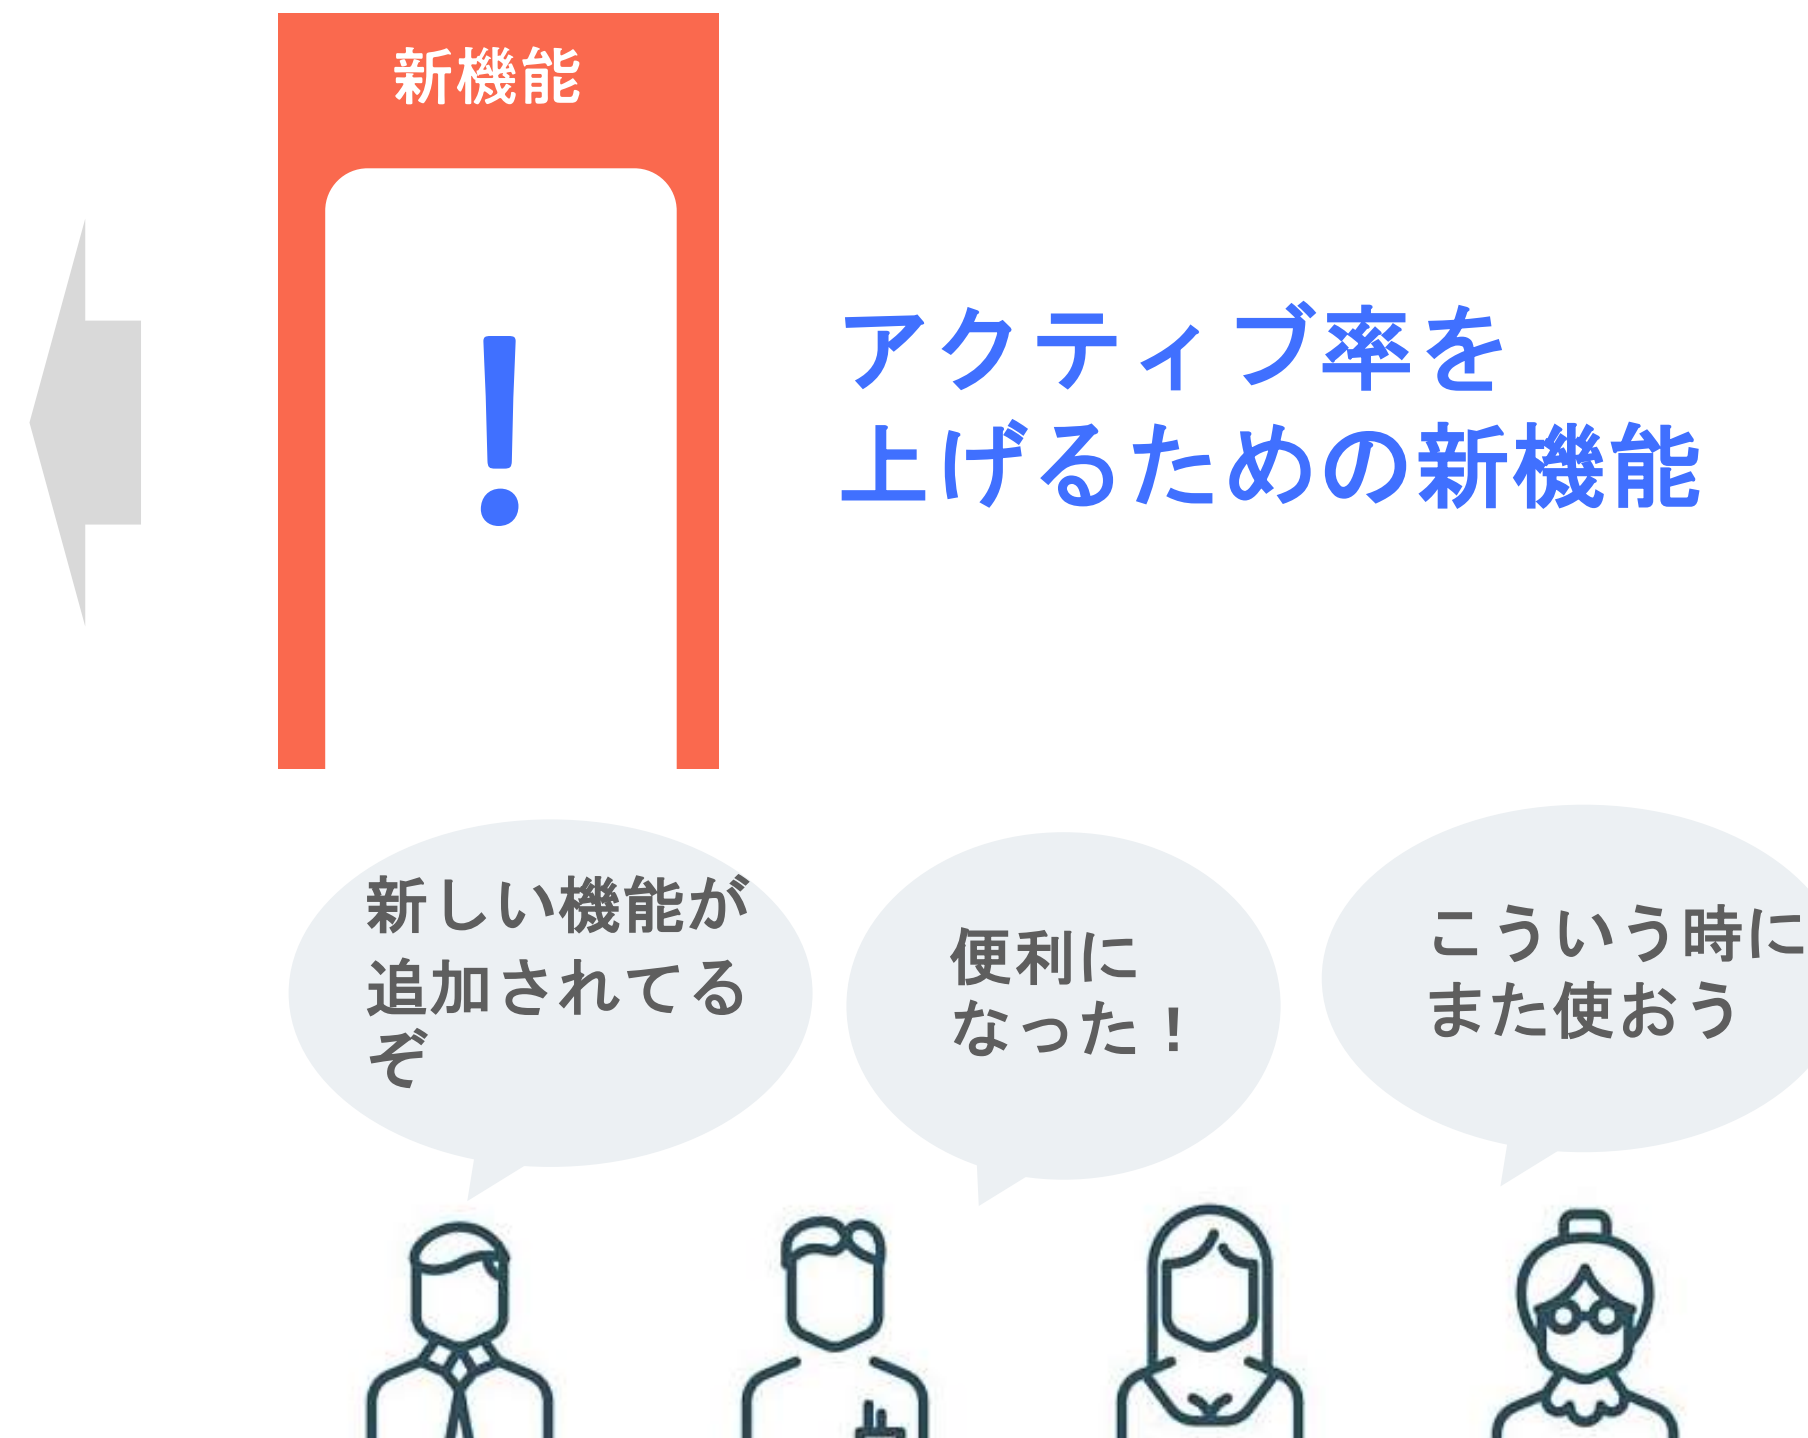 新機能
!
アクティブ率を
上げるための新機能
新しい機能が
追加されてる
ぞ
便利に
なった！
こういう時に
また使おう